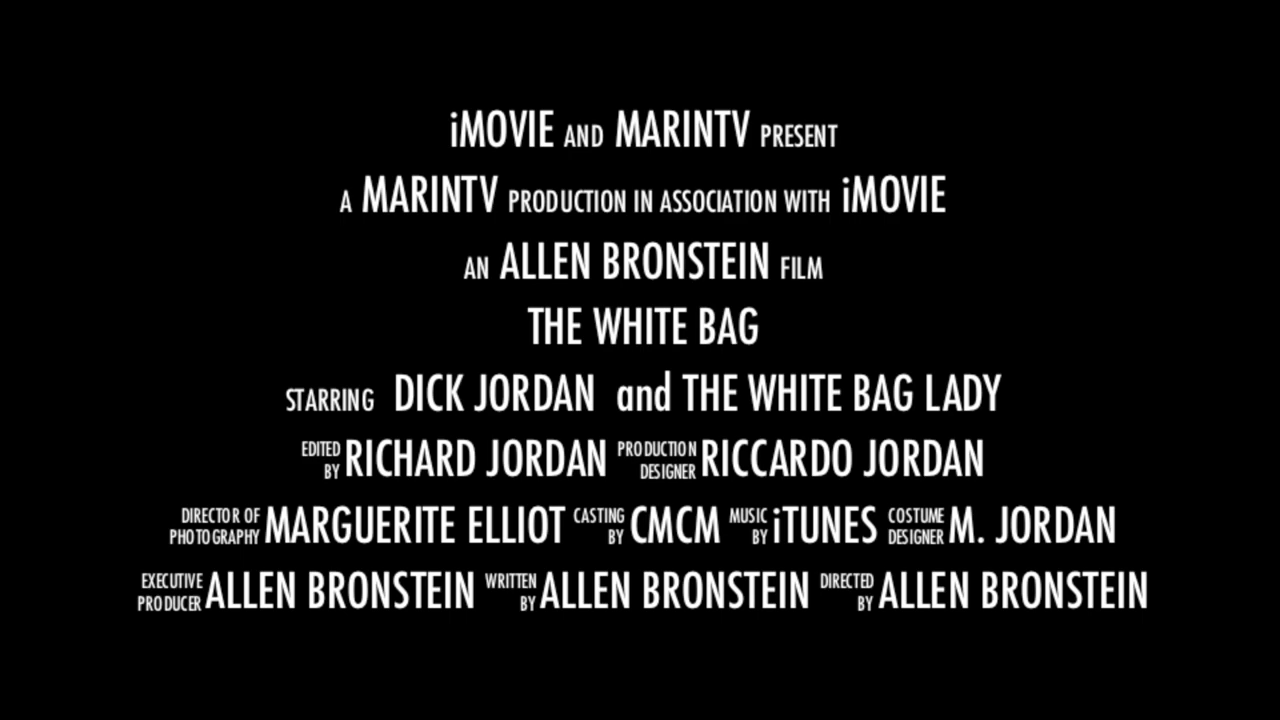 iMOVIE AND MARINTV PRESENT
A MARINTV PRODUCTION IN ASSOCIATION WITH iMOVIE
AN ALLEN BRONSTEIN FILM
THE WHITE BAG
STARRING DICK JORDAN and THE WHITE BAG LADY
EDITED BY RICHARD JORDAN PRODUCTION DESIGNER RICCARDO JORDAN
DIRECTOR OF PHOTOGRAPHY MARGUERITE ELLIOT CASTING BY CMCM MUSIC BY iTUNES COSTUME DESIGNER M. JORDAN
EXECUTIVE PRODUCER ALLEN BRONSTEIN WRITTEN BY ALLEN BRONSTEIN DIRECTED BY ALLEN BRONSTEIN